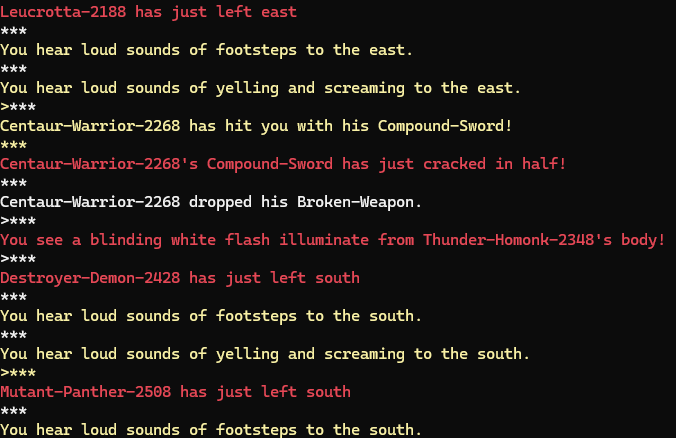 Leucrotta-2188 has just left east
***
You hear loud sounds of footsteps to the east.
***
You hear loud sounds of yelling and screaming to the east.
>***
Centaur-Warrior-2268 has hit you with his Compound-Sword!
***
Centaur-Warrior-2268's Compound-Sword has just cracked in half!
***
Centaur-Warrior-2268 dropped his Broken-Weapon.
>***
You see a blinding white flash illuminate from Thunder-Homonk-2348's body!
>***
Destroyer-Demon-2428 has just left south
***
You hear loud sounds of footsteps to the south.
***
You hear loud sounds of yelling and screaming to the south.
>***
Mutant-Panther-2508 has just left south
***
You hear loud sounds of footsteps to the south.